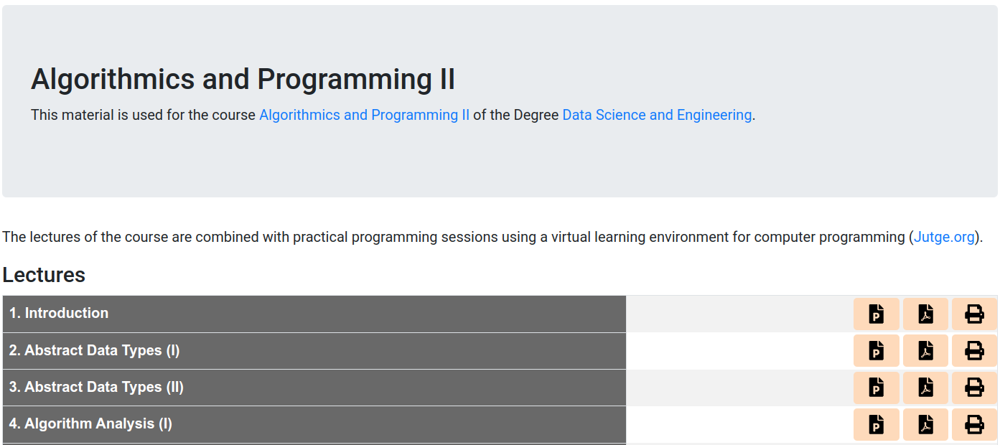 Algorithmics and Programming II
This material is used for the course Algorithmics and Programming II of the Degree Data Science and Engineering.
The lectures of the course are combined with practical programming sessions using a virtual learning environment for computer programming (Jutge.org).
Lectures
1. Introduction
2. Abstract Data Types (I)
3. Abstract Data Types (II)
4. Algorithm Analysis (I)